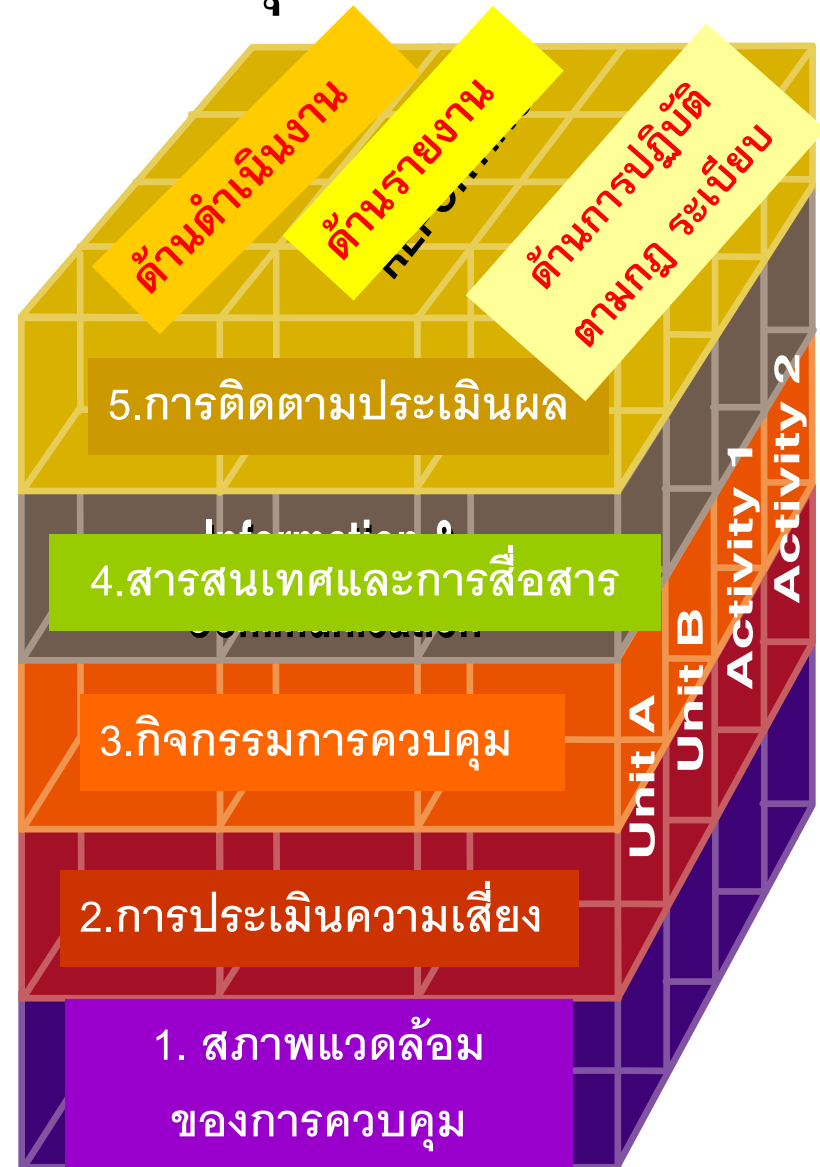 ด้านดำเนินงาน
ด้านรายงาน
ด้านการปฏิบัติ
ตามกฎ ระเบียบ
5.การติดตามประเมินผล
4.สารสนเทศและการสื่อสาร
3.กิจกรรมการควบคุม
2.การประเมินความเสี่ยง
1. สภาพแวดล้อม
ของการควบคุม
Unit A
Unit B
Activity 1
Activity 2